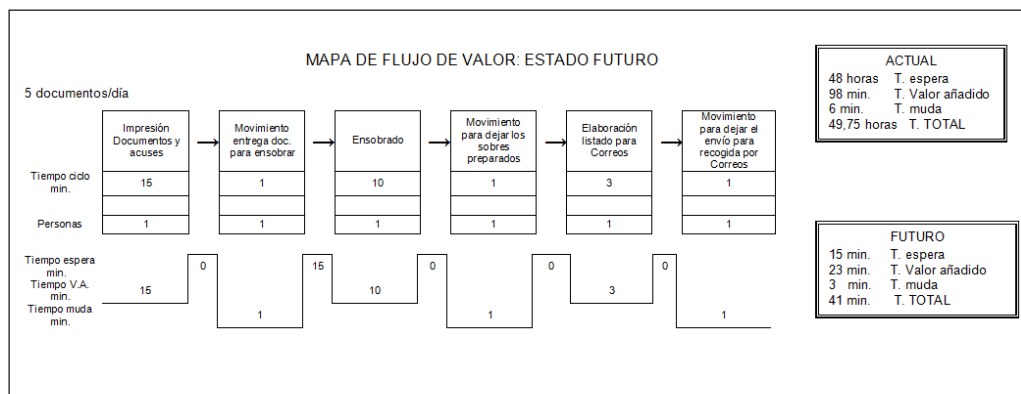 MAPA DE FLUJO DE VALOR: ESTADO FUTURO
5 documentos/día
Impresión
Documentos y
acuses
Movimiento
entrega doc.
para ensobrar
Ensobrado
Movimiento
para dejar los
sobres
preparados
Elaboración
listado para
Correos
Movimiento
para dejar el
envío para
recogida por
Correos
Tiempo ciclo
min.
15 1 10 1 3 1
Personas
1 1 1 1 1 1
Tiempo espera
min.
0 15 0 0 0
Tiempo V.A.
min.
15 10 3
Tiempo muda
min.
1 1 1
ACTUAL
48 horas T. espera
98 min. T. Valor añadido
6 min. T. muda
49,75 horas T. TOTAL
FUTURO
15 min. T. espera
23 min. T. Valor añadido
3 min. T. muda
41 min. T. TOTAL